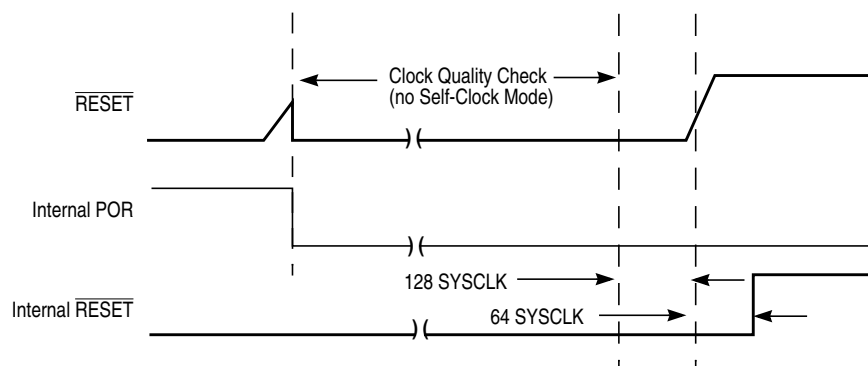 Clock Quality Check
(no Self-Clock Mode)
RESET
Internal POR
128 SYSCLK
Internal RESET
64 SYSCLK